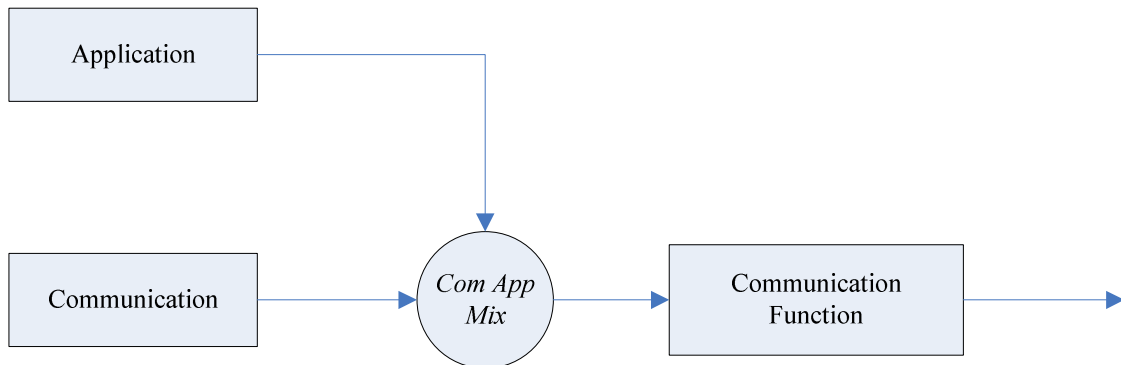 Application
Communication
Com App
Mix
Communication
Function